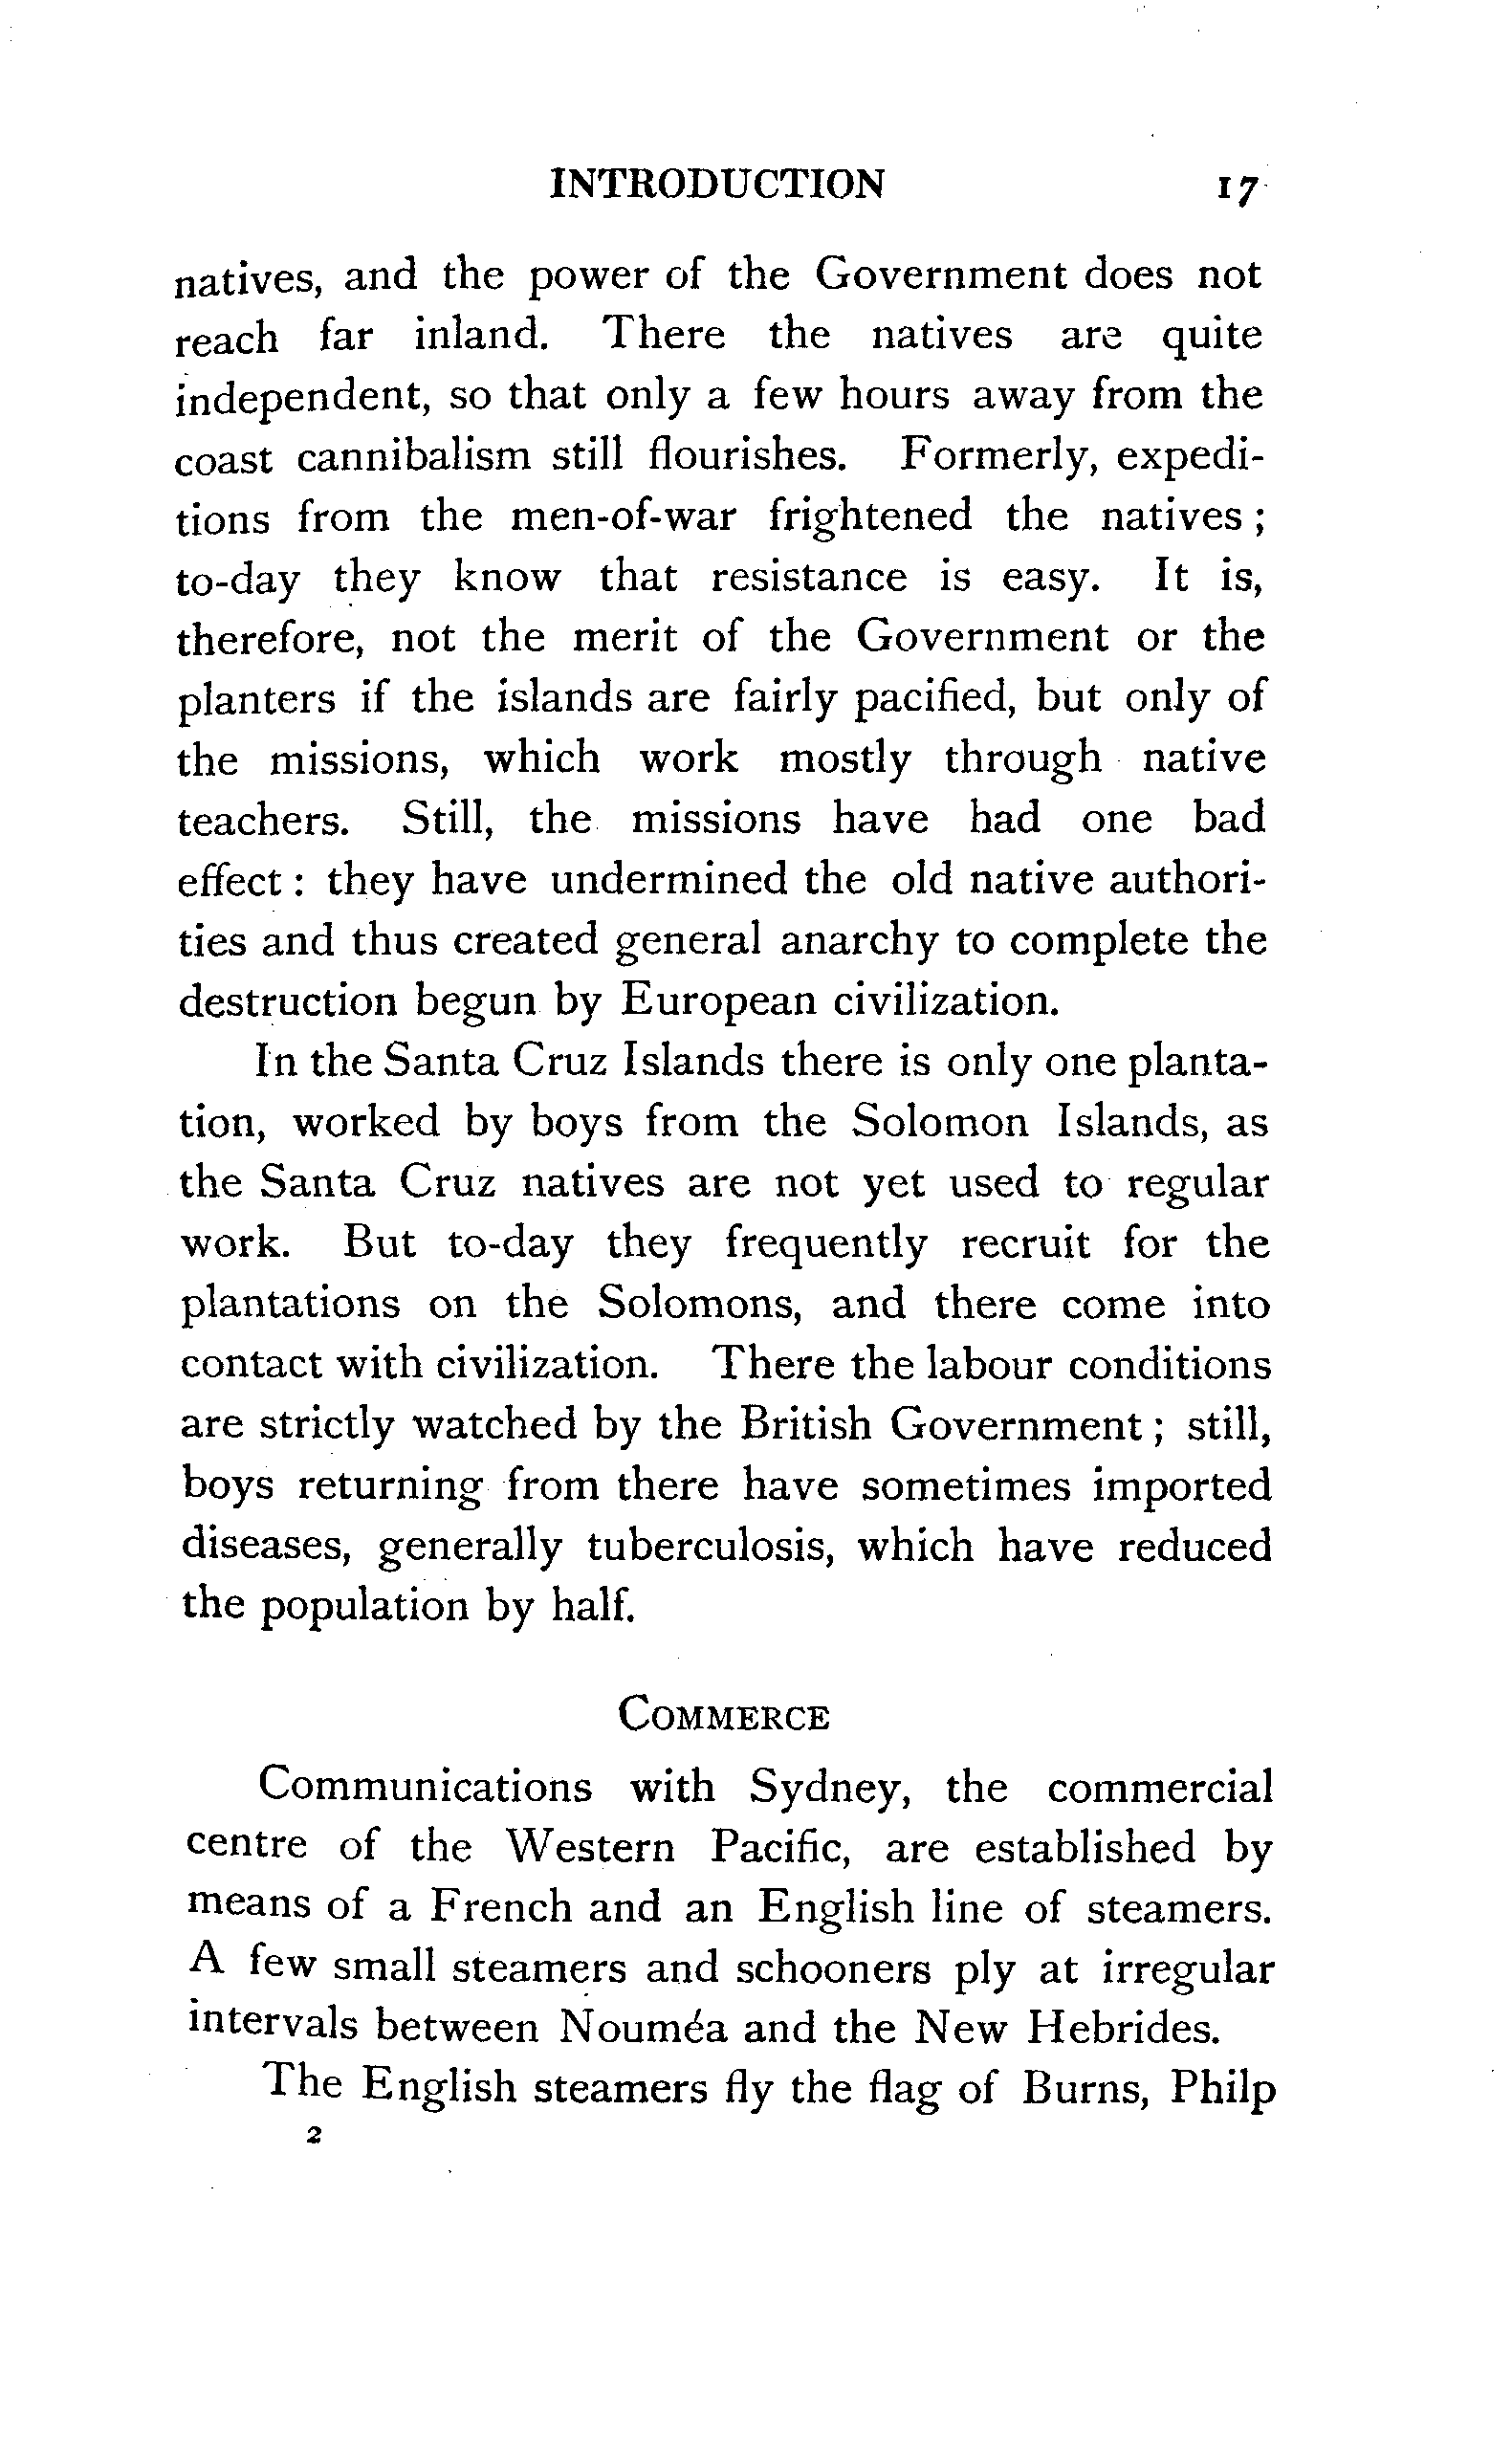 INTRODUCTION 17
natives, and the power of the Government does not
reach far inland. There the natives are quite
independent, so that only a few hours away from the
coast cannibalism still flourishes. Formerly, expedi-
tions from the men-of-war frightened the natives ;
to-day they know that resistance is easy. It is,
therefore, not the merit of the Government or the
planters if the islands are fairly pacified, but only of
the missions, which work mostly through native
teachers. Still, the missions have had one bad
effect : they have undermined the old native authori-
ties and thus created general anarchy to complete the
destruction begun by European civilization.
In the Santa Cruz Islands there is only one planta-
tion, worked by boys from the Solomon Islands, as
the Santa Cruz natives are not yet used to regular
work. But to-day they frequently recruit for the
plantations on the Solomons, and there come into
contact with civilization. There the labour conditions
are strictly watched by the British Government ; still,
boys returning from there have sometimes imported
diseases, generally tuberculosis, which have reduced
the population by half.
COMMERCE
Communications with Sydney, the commercial
centre of the Western Pacific, are established by
means of a French and an English line of steamers.
A few small steamers and schooners ply at irregular
intervals between Nouméa and the New Hebrides.
The English steamers fly the flag of Burns, Philp
2